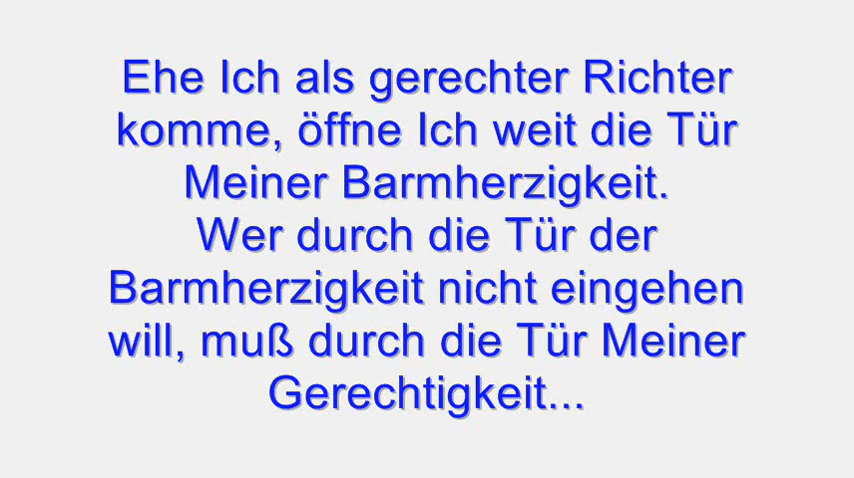 Ehe Ich als gerechter Richter
komme, öffne Ich weit die Tür
Meiner Barmherzigkeit.
Wer durch die Tür der
Barmherzigkeit nicht eingehen
will, muß durch die Tür Meiner
Gerechtigkeit...